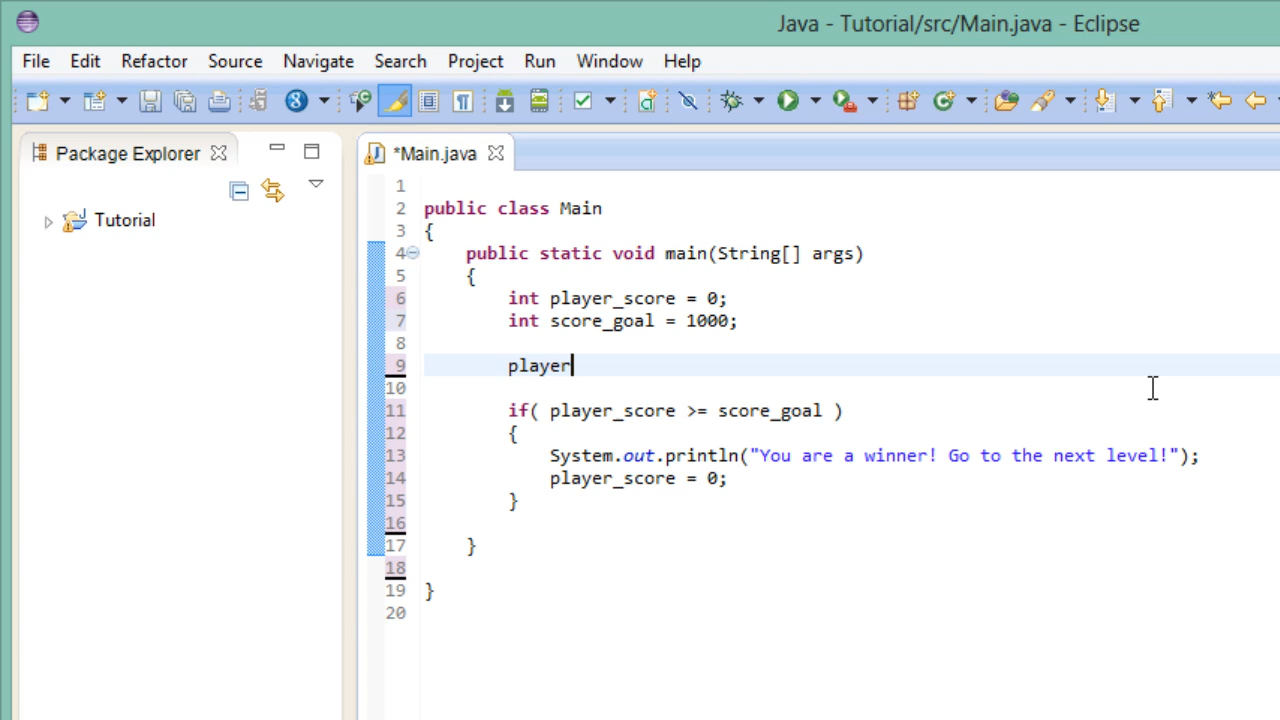 Java - Tutorial/src/Main.java - Eclipse
File Edit Refactor Source Navigate Search Project Run Window Help
Package Explorer
*Main.java
Tutorial
1
2 public class Main
3 {
4 public static void main(String[] args)
5 {
6 int player_score = 0;
7 int score_goal = 1000;
8
9 player
10
11 if( player_score >= score_goal )
12 {
13 System.out.println("You are a winner! Go to the next level!");
14 player_score = 0;
15 }
16
17 }
18
19 }
20